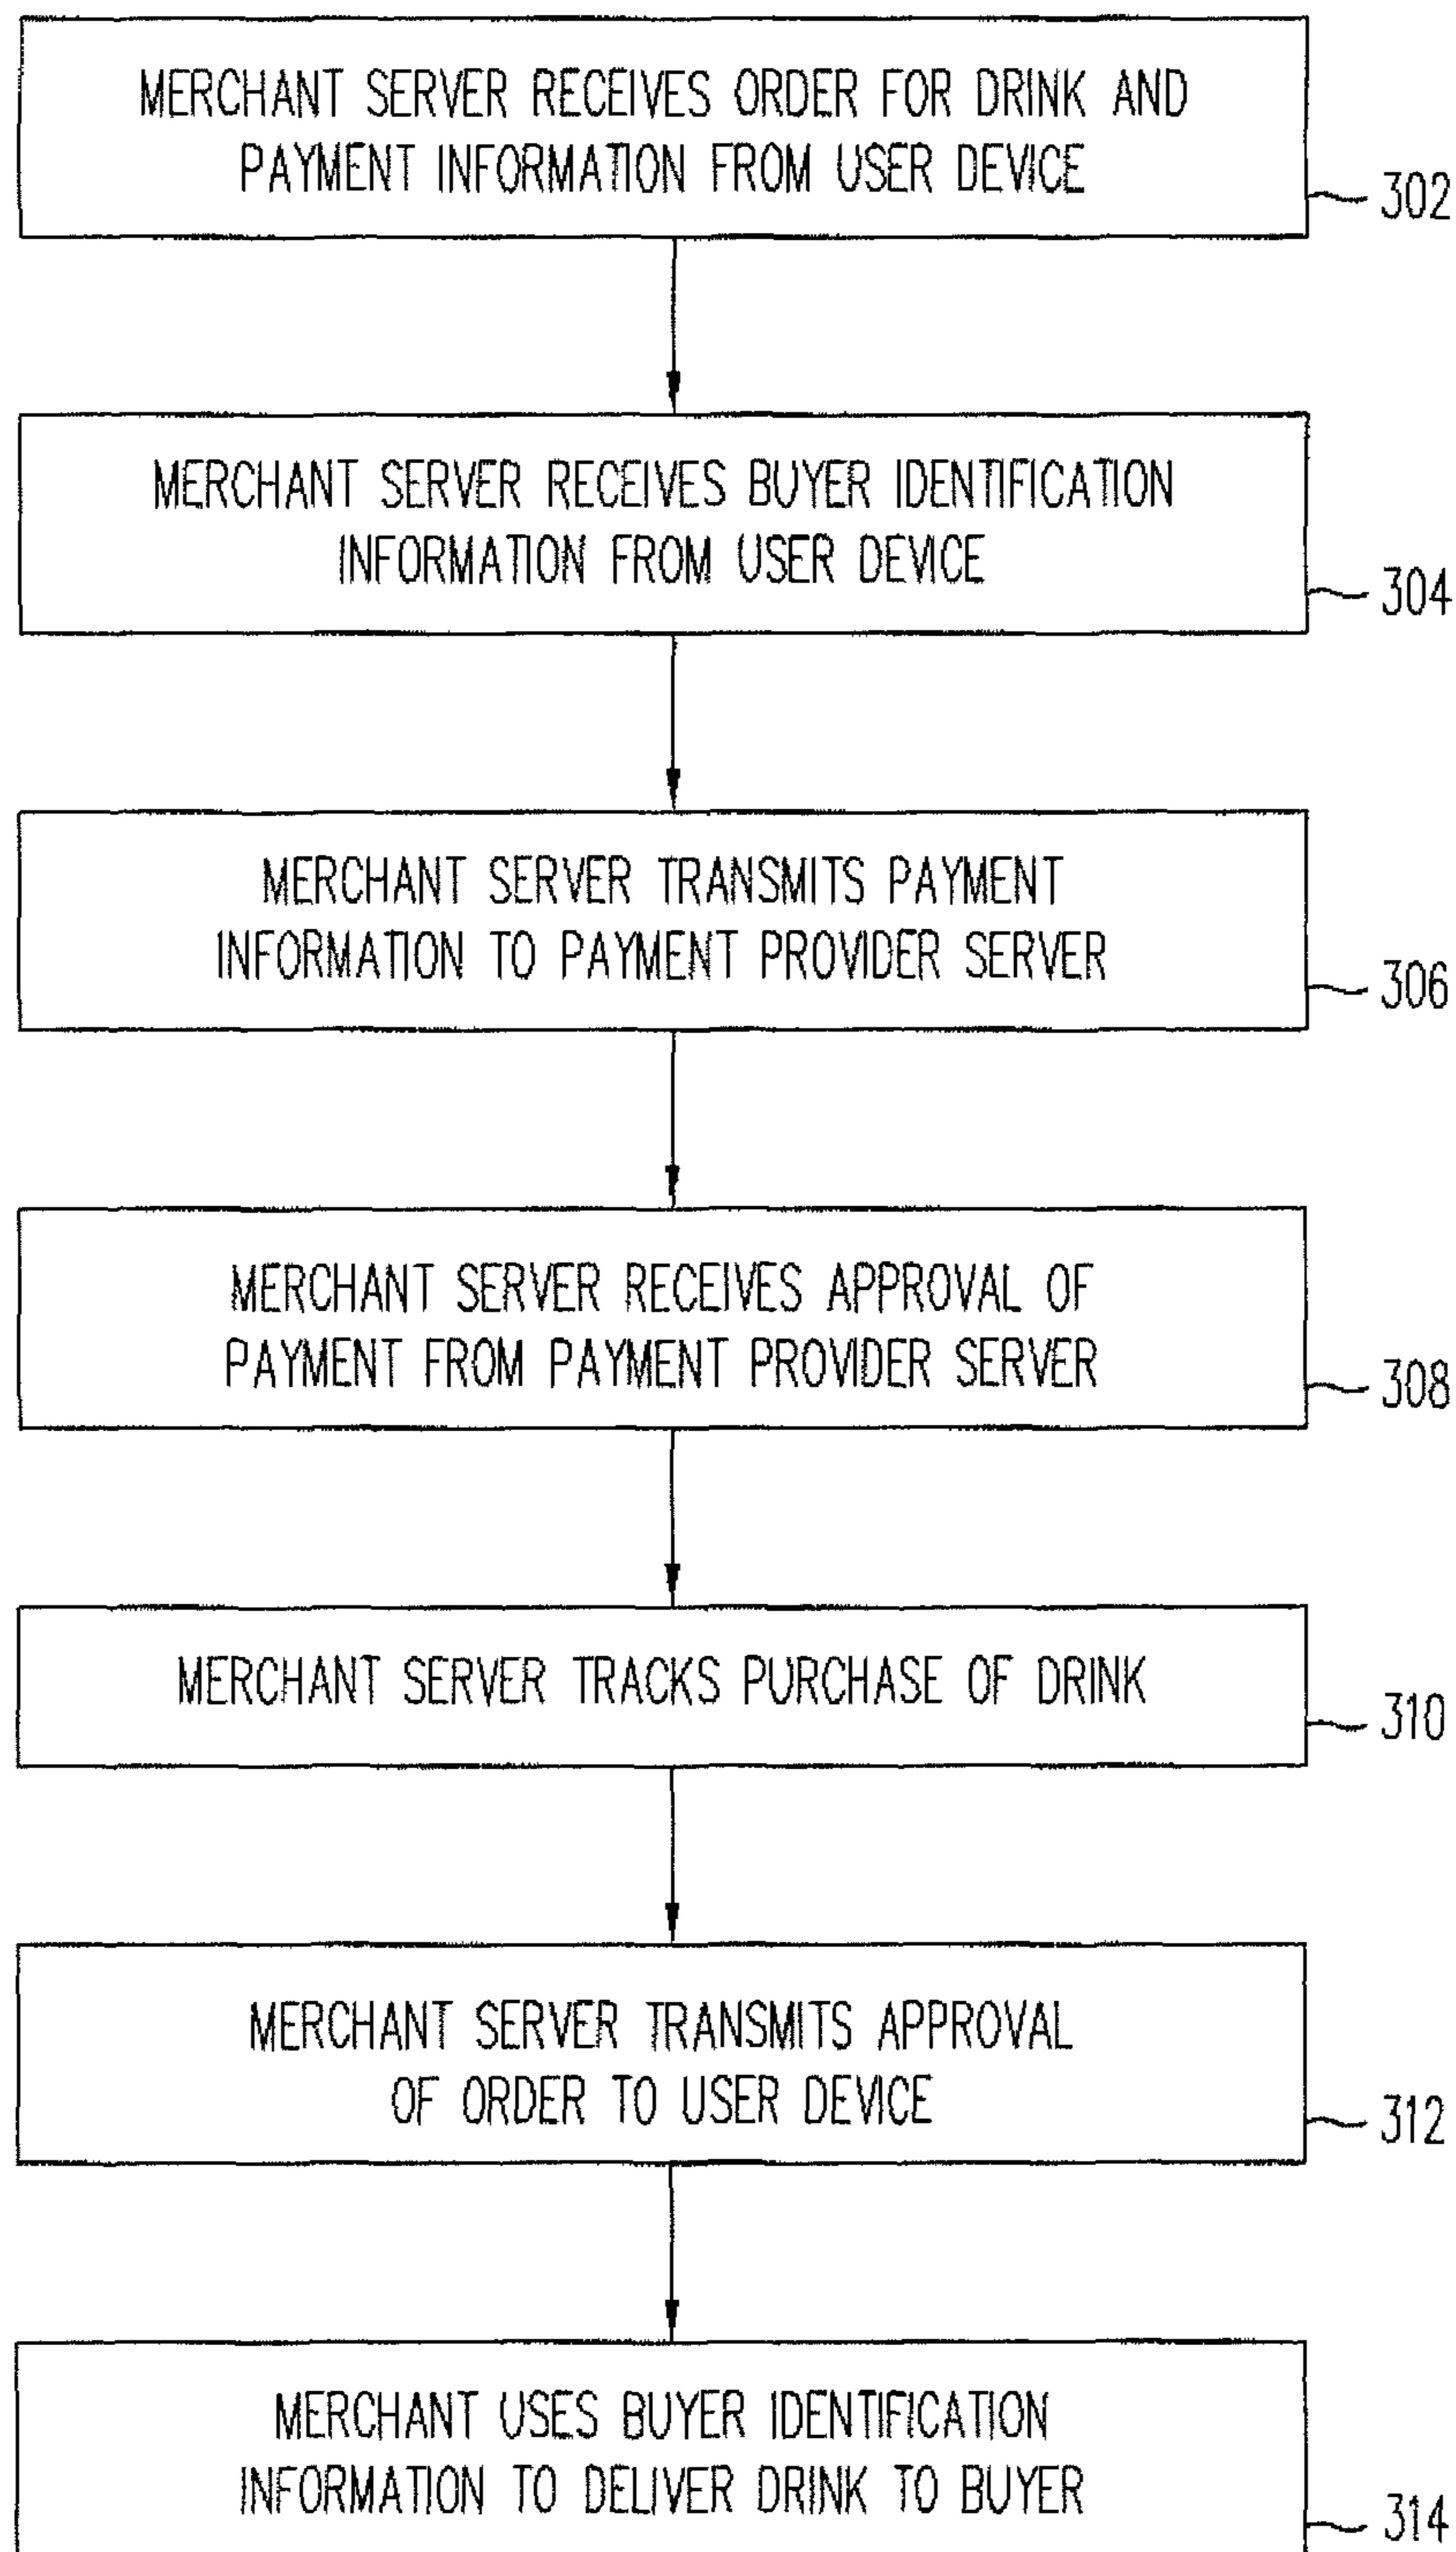 MERCHANT SERVER RECEIVES ORDER FOR DRINK AND
PAYMENT INFORMATION FROM USER DEVICE
302
MERCHANT SERVER RECEIVES BUYER IDENTIFICATION
INFORMATION FROM USER DEVICE
304
MERCHANT SERVER TRANSMITS PAYMENT
INFORMATION TO PAYMENT PROVIDER SERVER
306
MERCHANT SERVER RECEIVES APPROVAL OF
PAYMENT FROM PAYMENT PROVIDER SERVER
308
MERCHANT SERVER TRACKS PURCHASE OF DRINK
310
MERCHANT SERVER TRANSMITS APPROVAL
OF ORDER TO USER DEVICE
312
MERCHANT USES BUYER IDENTIFICATION
INFORMATION TO DELIVER DRINK TO BUYER
314